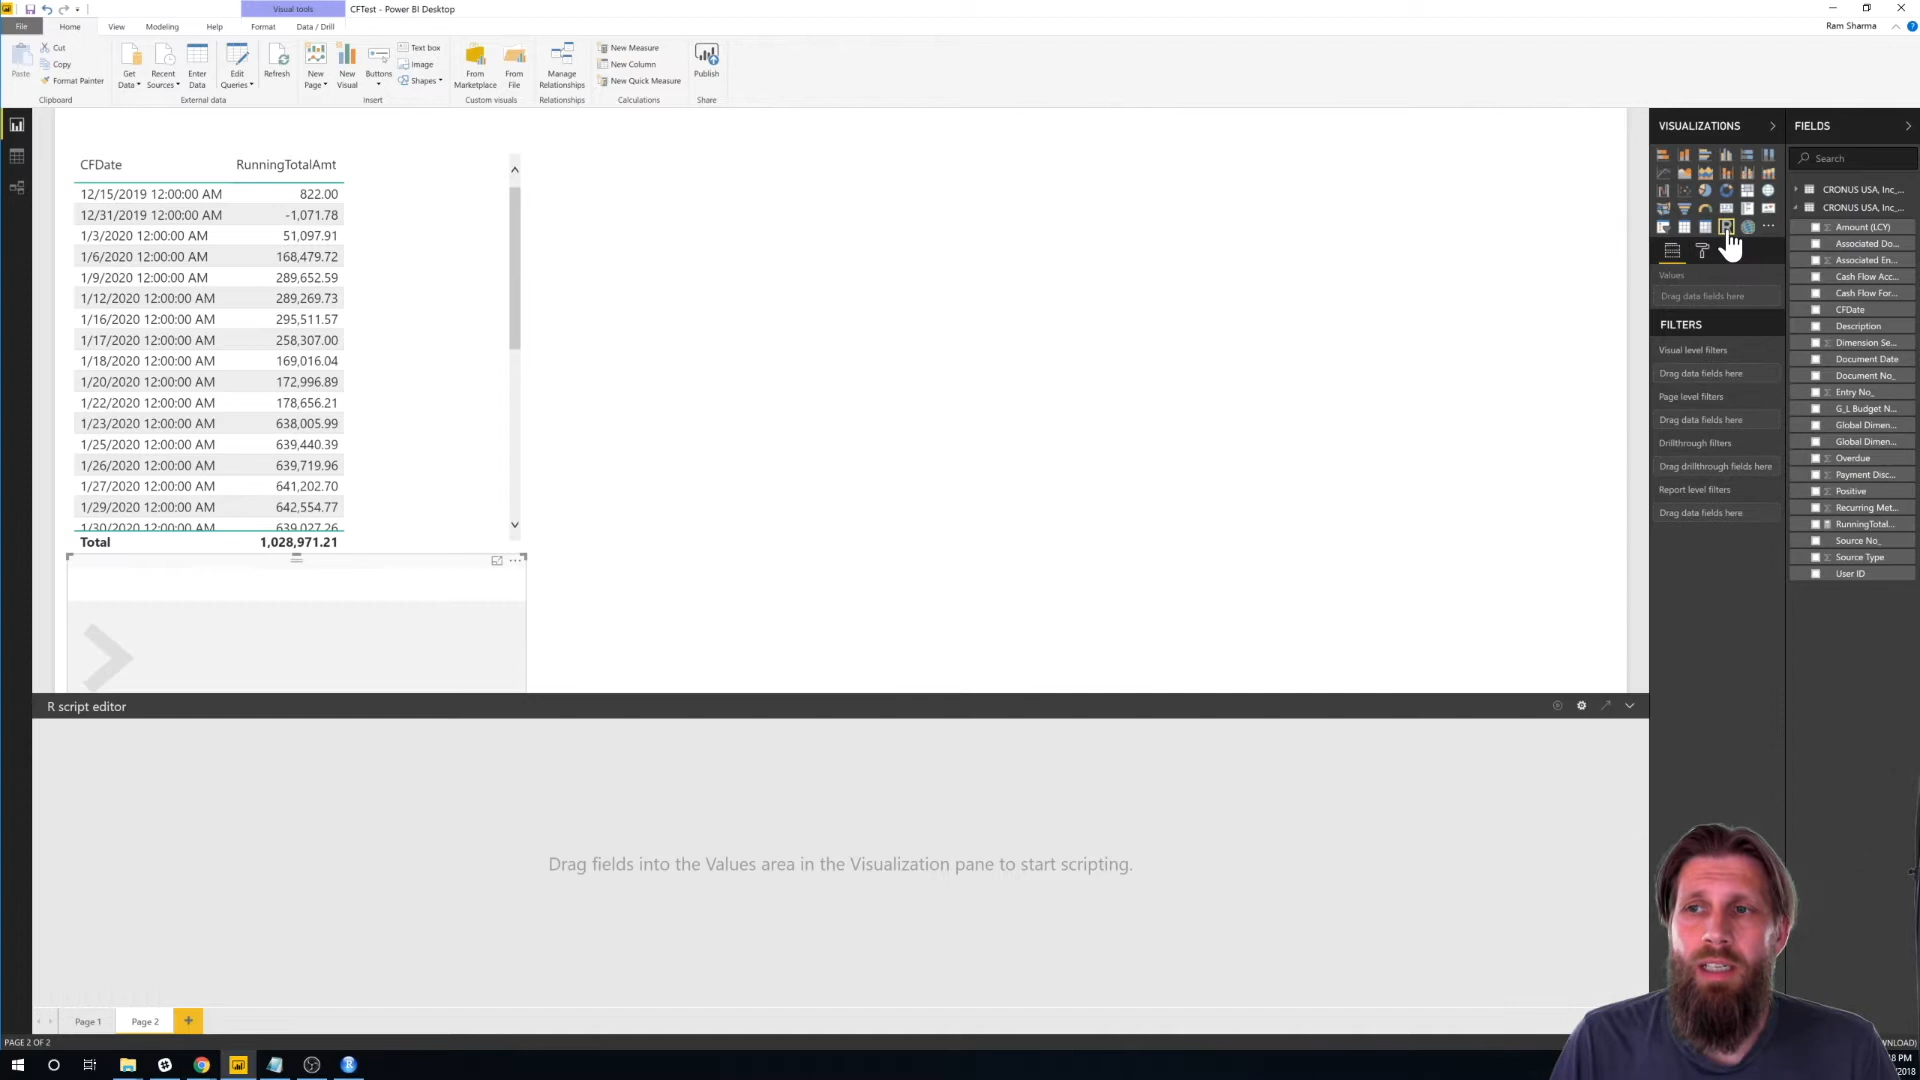 Visual tools
CFTest - Power BI Desktop
File
Home
View
Modeling
Help
Format
Data / Drill
Ram Sharma
Paste
Cut
Copy
Format Painter
Clipboard
Get Data
Recent Sources
Enter Data
Edit Queries
Refresh
External data
New Page
New Visual
Buttons
Text box
Image
Shapes
Insert
From Marketplace
From File
Custom visuals
Manage Relationships
Relationships
New Measure
New Column
New Quick Measure
Calculations
Publish
Share
CFDate RunningTotalAmt
12/15/2019 12:00:00 AM 822.00
12/31/2019 12:00:00 AM -1,071.78
1/3/2020 12:00:00 AM 51,097.91
1/6/2020 12:00:00 AM 168,479.72
1/9/2020 12:00:00 AM 289,652.59
1/12/2020 12:00:00 AM 289,269.73
1/16/2020 12:00:00 AM 295,511.57
1/17/2020 12:00:00 AM 258,307.00
1/18/2020 12:00:00 AM 169,016.04
1/20/2020 12:00:00 AM 172,996.89
1/22/2020 12:00:00 AM 178,656.21
1/23/2020 12:00:00 AM 638,005.99
1/25/2020 12:00:00 AM 639,440.39
1/26/2020 12:00:00 AM 639,719.96
1/27/2020 12:00:00 AM 641,202.70
1/29/2020 12:00:00 AM 642,554.77
1/30/2020 12:00:00 AM 639,027.26
Total 1,028,971.21
R script editor
Drag fields into the Values area in the Visualization pane to start scripting.
Page 1
Page 2
PAGE 2 OF 2
VISUALIZATIONS
Values
Drag data fields here
FILTERS
Visual level filters
Drag data fields here
Page level filters
Drag data fields here
Drillthrough filters
Drag drillthrough fields here
Report level filters
Drag data fields here
FIELDS
Search
CRONUS USA, Inc_...
CRONUS USA, Inc_...
Amount (LCY)
Associated Do...
Associated En...
Cash Flow Acc...
Cash Flow For...
CFDate
Description
Dimension Se...
Document Date
Document No_
Entry No_
G_L Budget N...
Global Dimen...
Global Dimen...
Overdue
Payment Disc...
Positive
Recurring Met...
RunningTotal...
Source No_
Source Type
User ID